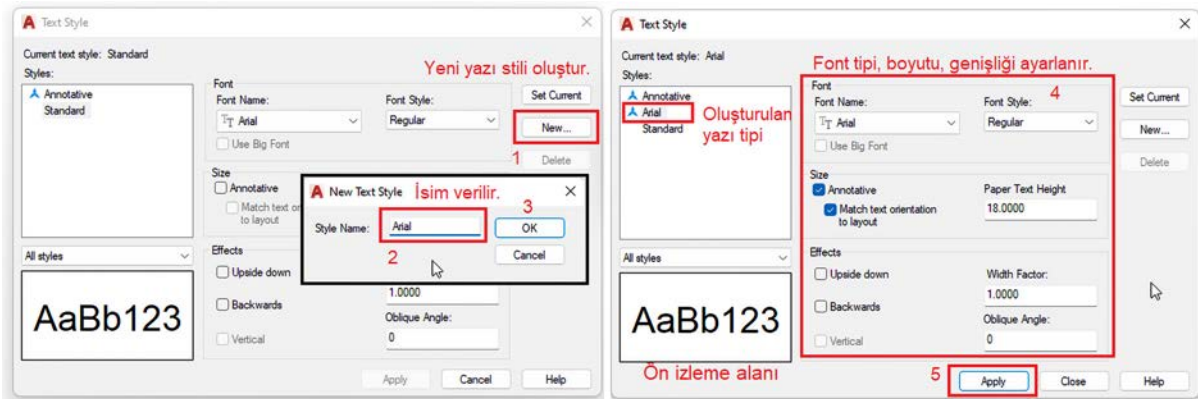 Text Style
Current text style: Standard
Styles:
Annotative
Standard
All styles
AaBb123
Yeni yazı stili oluştur.
Font
Font Name:
Font Style:
Arial
Regular
Use Big Font
Set Current
New...
1
Delete
Size
Annotative
Match text or
to layout
New Text Style
İsim verilir.
3
Style Name:
Arial
OK
2
Cancel
Effects
Upside down
Backwards
Vertical
1.0000
Oblique Angle:
0
Apply
Cancel
Help
Text Style
Current text style: Arial
Styles:
Annotative
Arial
Standard
Oluşturulan
yazı tipi
All styles
AaBb123
Ön izleme alanı
Font tipi, boyutu, genişliği ayarlanır.
4
Font
Font Name:
Font Style:
Arial
Regular
Use Big Font
Set Current
New...
Delete
Size
Annotative
Match text orientation
to layout
Paper Text Height
18.0000
Effects
Upside down
Backwards
Vertical
Width Factor:
1.0000
Oblique Angle:
0
5
Apply
Close
Help